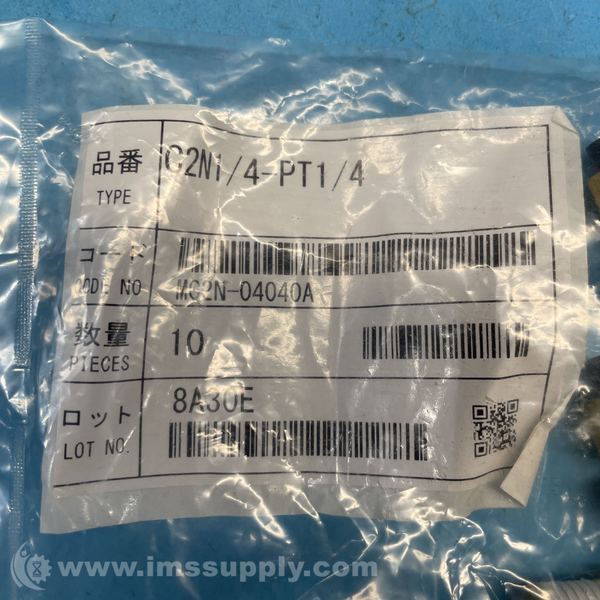 品番 C2N1/4-PT1/4
TYPE
コード
CODE NO MC2N-04040A
数量 10
PIECES
ロット 8A30E
LOT NO.
www.imssupply.com